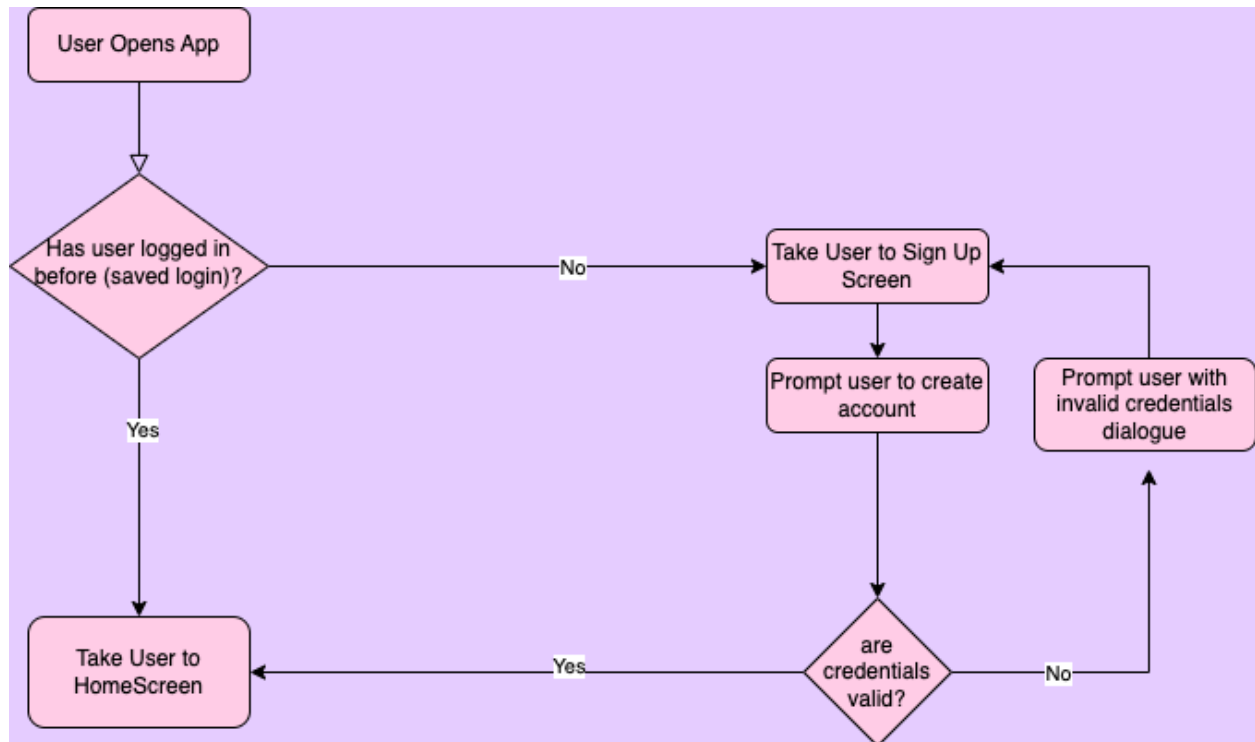 User Opens App
Has user logged in
before (saved login)?
No
Take User to Sign Up
Screen
Prompt user to create
account
Prompt user with
invalid credentials
dialogue
Yes
Take User to
HomeScreen
Yes
are
credentials
valid?
No